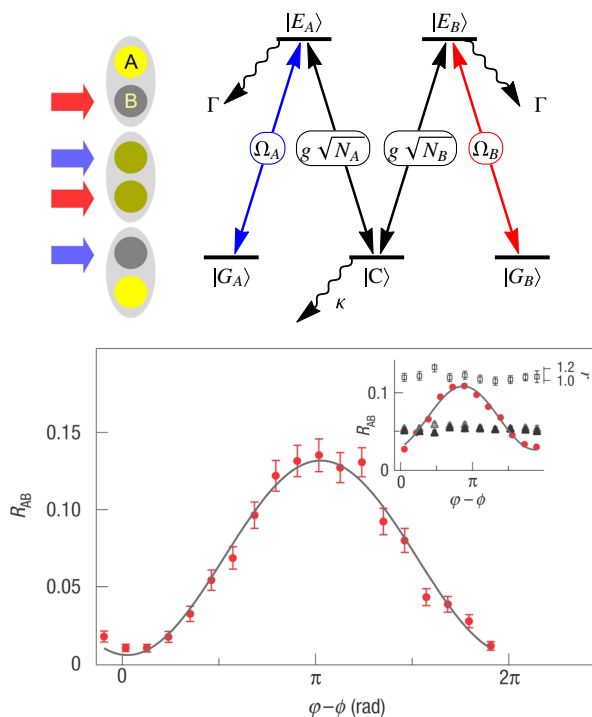 A
B
|E_A⟩
|E_B⟩
Γ
Γ
Ω_A
g √N_A
g √N_B
Ω_B
|G_A⟩
|C⟩
|G_B⟩
κ
R_AB
0.15
0.10
0.05
0
0
π
2π
φ−ϕ (rad)
1.2
1.0
r
0.1
R_AB
0
0
π
φ−ϕ